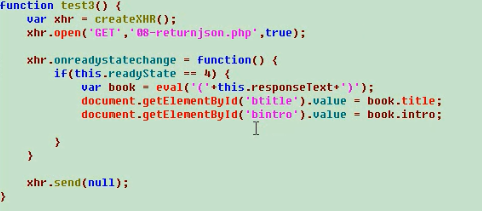 function test3() {
    var xhr = createXHR();
    xhr.open('GET','08-returnjson.php',true);
    xhr.onreadystatechange = function() {
        if(this.readyState == 4) {
            var book = eval('('+this.responseText+')');
            document.getElementById('btitle').value = book.title;
            document.getElementById('bintro').value = book.intro;
        }
    }
    xhr.send(null);
}